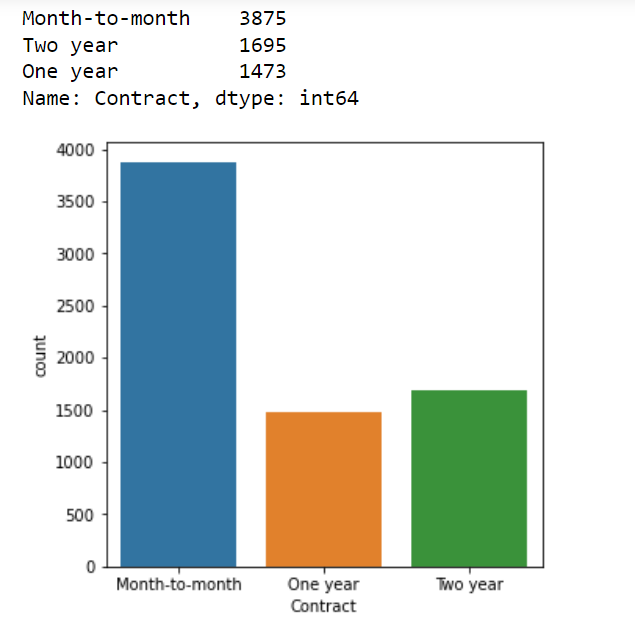 Month-to-month    3875
Two year          1695
One year          1473
Name: Contract, dtype: int64
4000
3500
3000
2500
2000
1500
1000
500
0
count
Month-to-month One year Two year
Contract